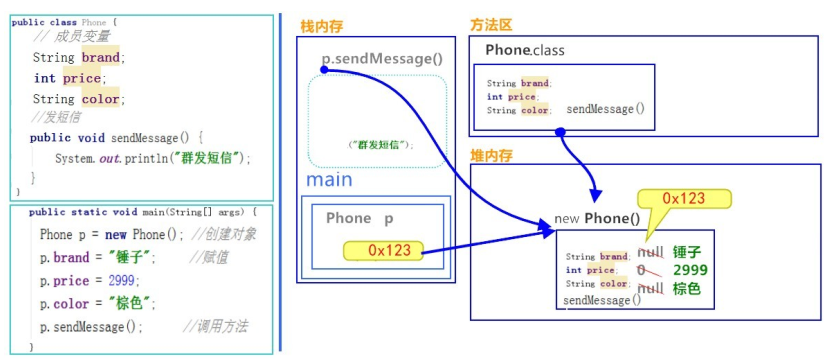 public class Phone {
// 成员变量
String brand;
int price;
String color;
//发短信
public void sendMessage() {
System.out.println("群发短信");
}
}
public static void main(String[] args) {
Phone p = new Phone(); //创建对象
p.brand = "锤子"; //赋值
p.price = 2999;
p.color = "棕色";
p.sendMessage(); //调用方法
}
栈内存
p.sendMessage()
("群发短信");
main
Phone p
0x123
方法区
Phone.class
String brand;
int price;
String color; sendMessage()
堆内存
0x123
new Phone()
String brand; null 锤子
int price; 0 2999
String color; null 棕色
sendMessage()